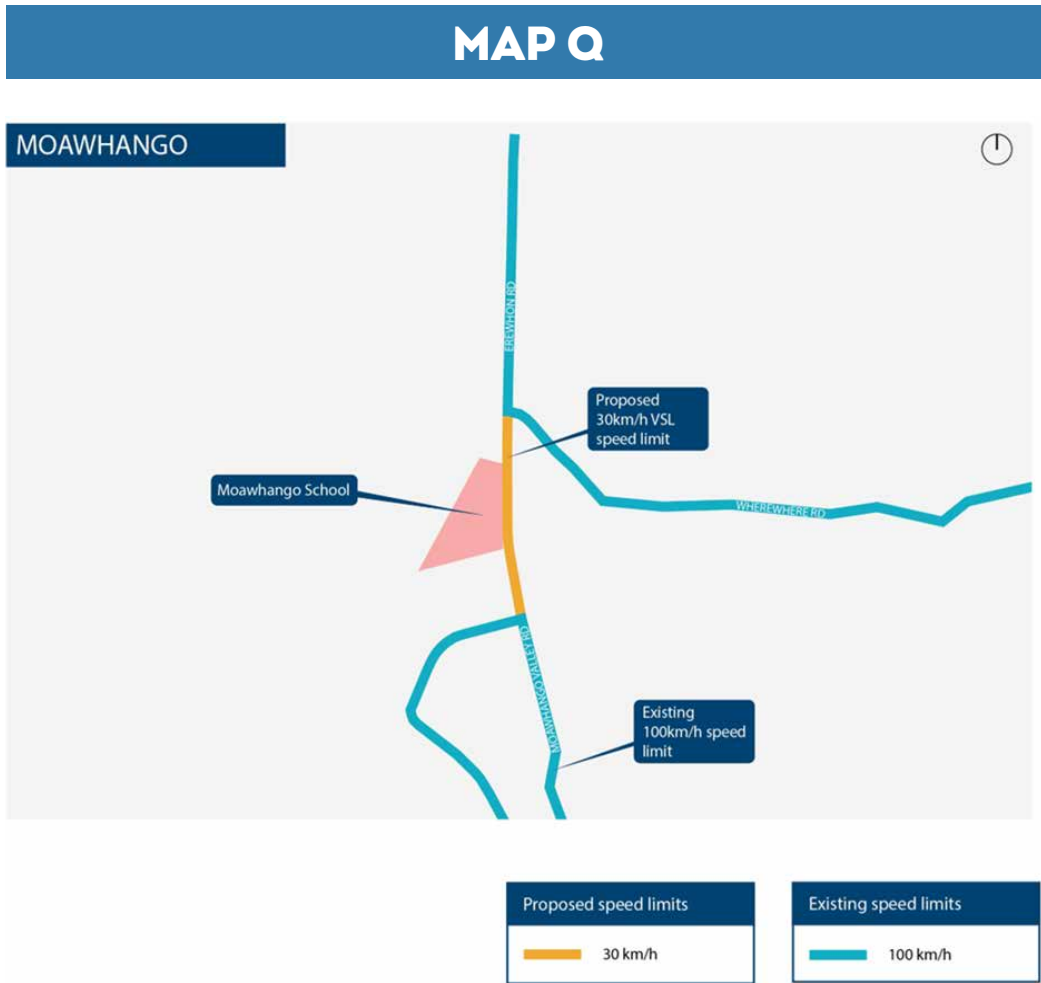 MAP Q
MOAWHANGO
EREWHON RD
Proposed
30km/h VSL
speed limit
Moawhango School
WHEREWHERE RD
MOAWHANGO VALLEY RD
Existing
100km/h speed
limit
Proposed speed limits
30 km/h
Existing speed limits
100 km/h